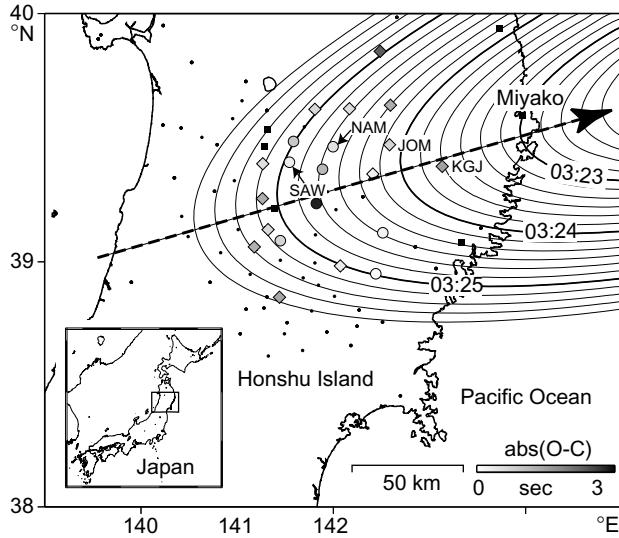 40
°N
Miyako
NAM
JOM
KGJ
SAW
03:23
03:24
39
03:25
Honshu Island
Pacific Ocean
abs(O-C)
Japan
50 km
0 sec 3
38
140 141 142 °E